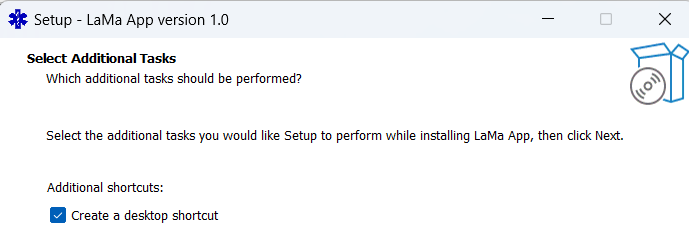 Setup - LaMa App version 1.0
Select Additional Tasks
Which additional tasks should be performed?
Select the additional tasks you would like Setup to perform while installing LaMa App, then click Next.
Additional shortcuts:
Create a desktop shortcut